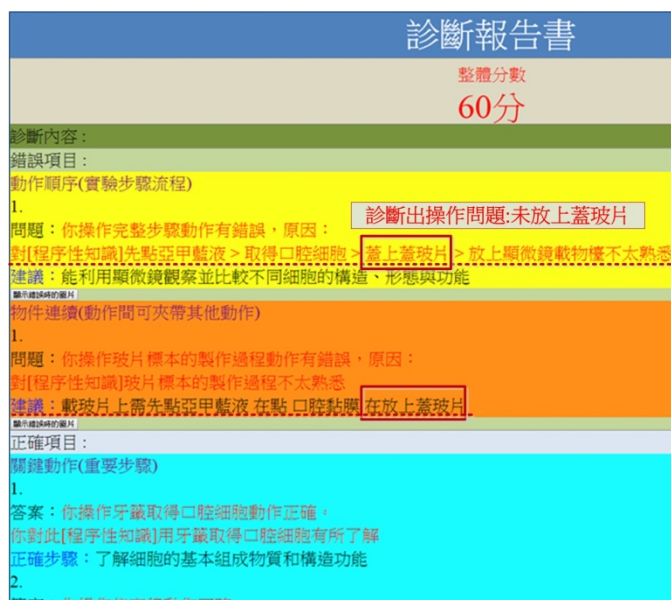 診斷報告書
整體分數
60分
診斷內容：
錯誤項目：
動作順序(實驗步驟流程)
1.
診斷出操作問題:未放上蓋玻片
問題：你操作完整步驟動作有錯誤，原因：
對[程序性知識]先點亞甲藍液 > 取得口腔細胞 > 蓋上蓋玻片 > 放上顯微鏡載物檯不太熟悉
建議：能利用顯微鏡觀察並比較不同細胞的構造、形態與功能
顯示錯誤時的圖片
物件連續(動作間可夾帶其他動作)
1.
問題：你操作玻片標本的製作過程動作有錯誤，原因：
對[程序性知識]玻片標本的製作過程不太熟悉
建議：載玻片上需先點亞甲藍液 在點 口腔黏膜 在放上蓋玻片
顯示錯誤時的圖片
正確項目：
關鍵動作(重要步驟)
1.
答案：你操作牙籤取得口腔細胞動作正確。
你對此[程序性知識]用牙籤取得口腔細胞有所了解
正確步驟：了解細胞的基本組成物質和構造功能
2.